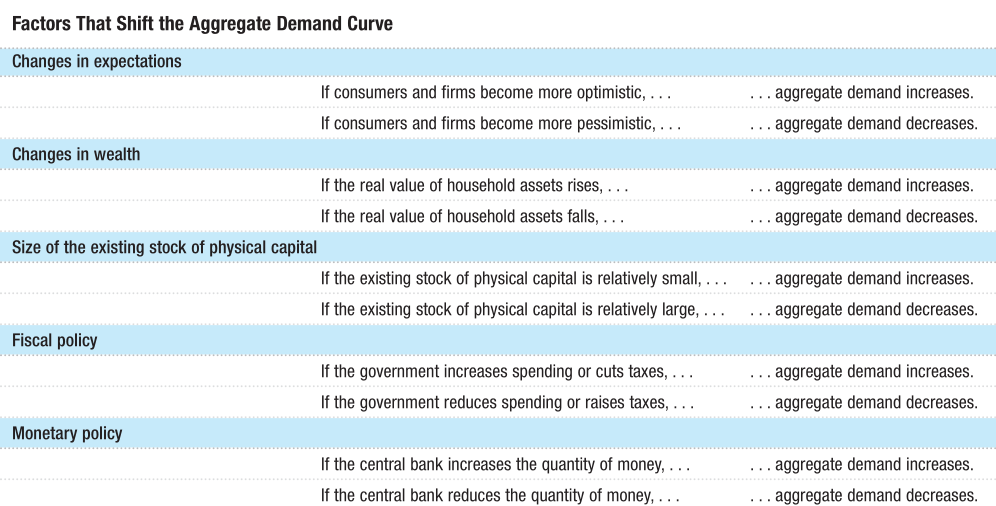 Factors That Shift the Aggregate Demand Curve
Changes in expectations
If consumers and firms become more optimistic, . . . . . . aggregate demand increases.
If consumers and firms become more pessimistic, . . . . . . aggregate demand decreases.
Changes in wealth
If the real value of household assets rises, . . . . . . aggregate demand increases.
If the real value of household assets falls, . . . . . . aggregate demand decreases.
Size of the existing stock of physical capital
If the existing stock of physical capital is relatively small, . . . . . . aggregate demand increases.
If the existing stock of physical capital is relatively large, . . . . . . aggregate demand decreases.
Fiscal policy
If the government increases spending or cuts taxes, . . . . . . aggregate demand increases.
If the government reduces spending or raises taxes, . . . . . . aggregate demand decreases.
Monetary policy
If the central bank increases the quantity of money, . . . . . . aggregate demand increases.
If the central bank reduces the quantity of money, . . . . . . aggregate demand decreases.